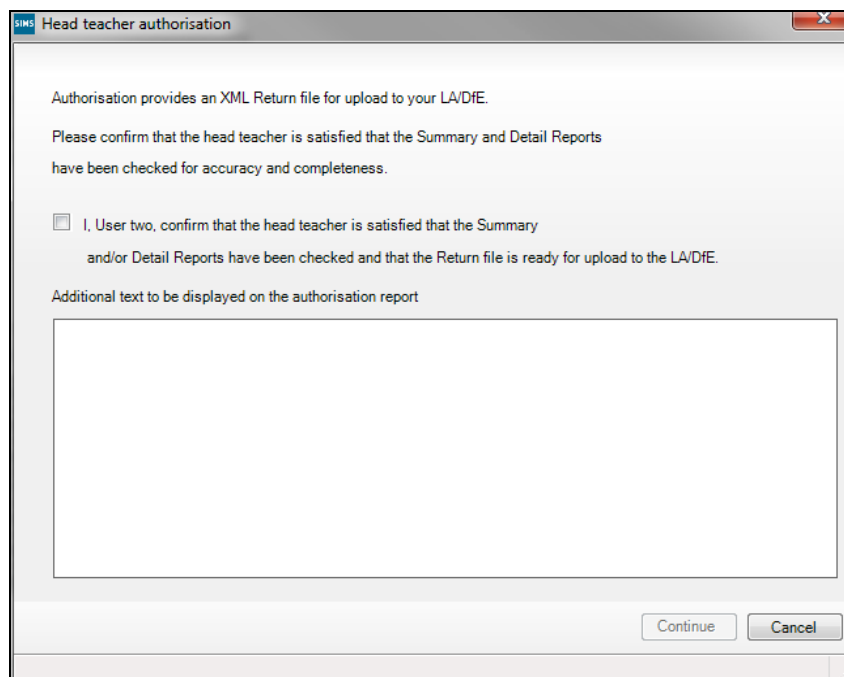 SIMS Head teacher authorisation
Authorisation provides an XML Return file for upload to your LA/DfE.
Please confirm that the head teacher is satisfied that the Summary and Detail Reports
have been checked for accuracy and completeness.
I, User two, confirm that the head teacher is satisfied that the Summary
and/or Detail Reports have been checked and that the Return file is ready for upload to the LA/DfE.
Additional text to be displayed on the authorisation report
Continue Cancel